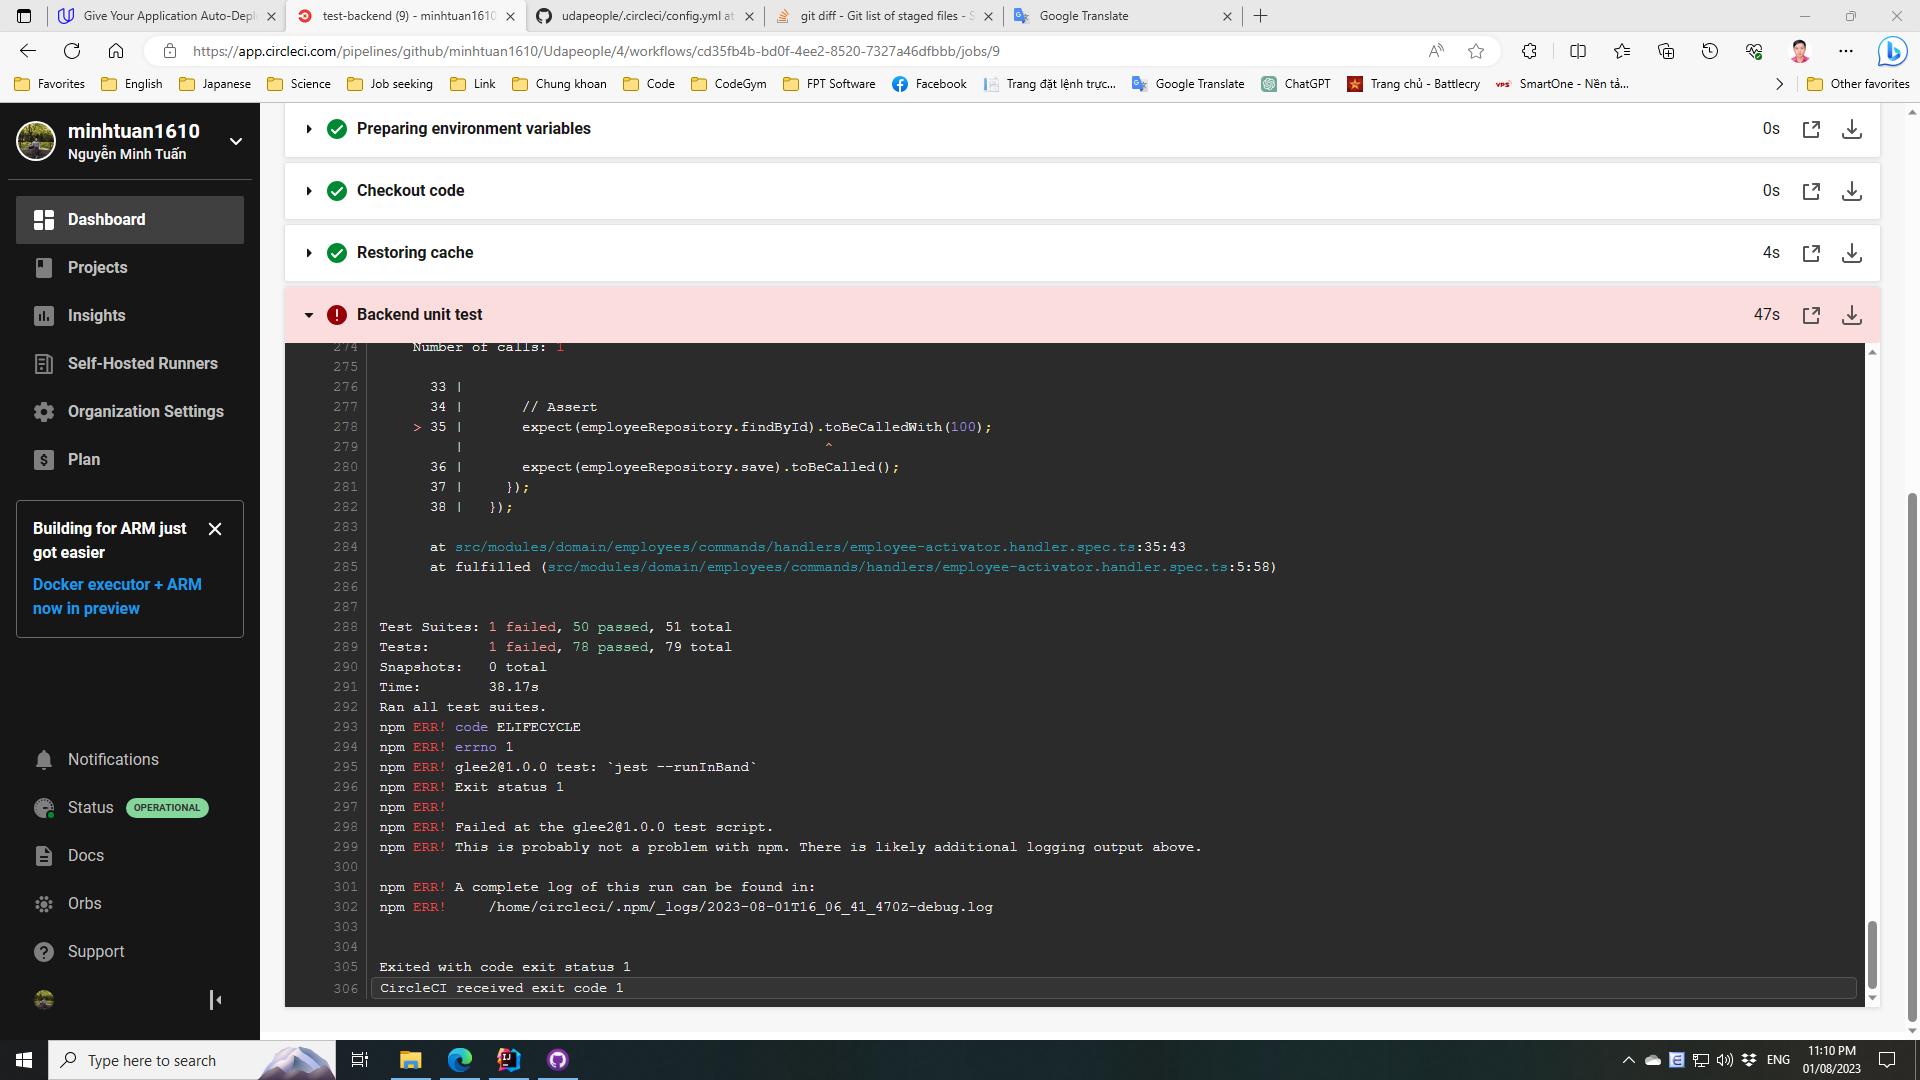 Give Your Application Auto-Depl
test-backend (9) - minhtuan1610
udapeople/.circleci/config.yml at
git diff - Git list of staged files - S
Google Translate
https://app.circleci.com/pipelines/github/minhtuan1610/Udapeople/4/workflows/cd35fb4b-bd0f-4ee2-8520-7327a46dfbbb/jobs/9
Favorites
English
Japanese
Science
Job seeking
Link
Chung khoan
Code
CodeGym
FPT Software
Facebook
Trang đặt lệnh trực...
Google Translate
ChatGPT
Trang chủ - Battlecry
VPS
SmartOne - Nền tả...
Other favorites
minhtuan1610
Nguyễn Minh Tuấn
Dashboard
Projects
Insights
Self-Hosted Runners
Organization Settings
Plan
Building for ARM just
got easier
Docker executor + ARM
now in preview
Notifications
Status OPERATIONAL
Docs
Orbs
Support
Preparing environment variables 0s
Checkout code 0s
Restoring cache 4s
Backend unit test 47s
274 Number of calls: 1
275
276 33 |
277 34 | // Assert
278 > 35 | expect(employeeRepository.findById).toBeCalledWith(100);
279 | ^
280 36 | expect(employeeRepository.save).toBeCalled();
281 37 | });
282 38 | });
283
284 at src/modules/domain/employees/commands/handlers/employee-activator.handler.spec.ts:35:43
285 at fulfilled (src/modules/domain/employees/commands/handlers/employee-activator.handler.spec.ts:5:58)
286
287
288 Test Suites: 1 failed, 50 passed, 51 total
289 Tests: 1 failed, 78 passed, 79 total
290 Snapshots: 0 total
291 Time: 38.17s
292 Ran all test suites.
293 npm ERR! code ELIFECYCLE
294 npm ERR! errno 1
295 npm ERR! glee2@1.0.0 test: `jest --runInBand`
296 npm ERR! Exit status 1
297 npm ERR!
298 npm ERR! Failed at the glee2@1.0.0 test script.
299 npm ERR! This is probably not a problem with npm. There is likely additional logging output above.
300
301 npm ERR! A complete log of this run can be found in:
302 npm ERR! /home/circleci/.npm/_logs/2023-08-01T16_06_41_470Z-debug.log
303
304
305 Exited with code exit status 1
306 CircleCI received exit code 1
Type here to search
ENG
11:10 PM
01/08/2023